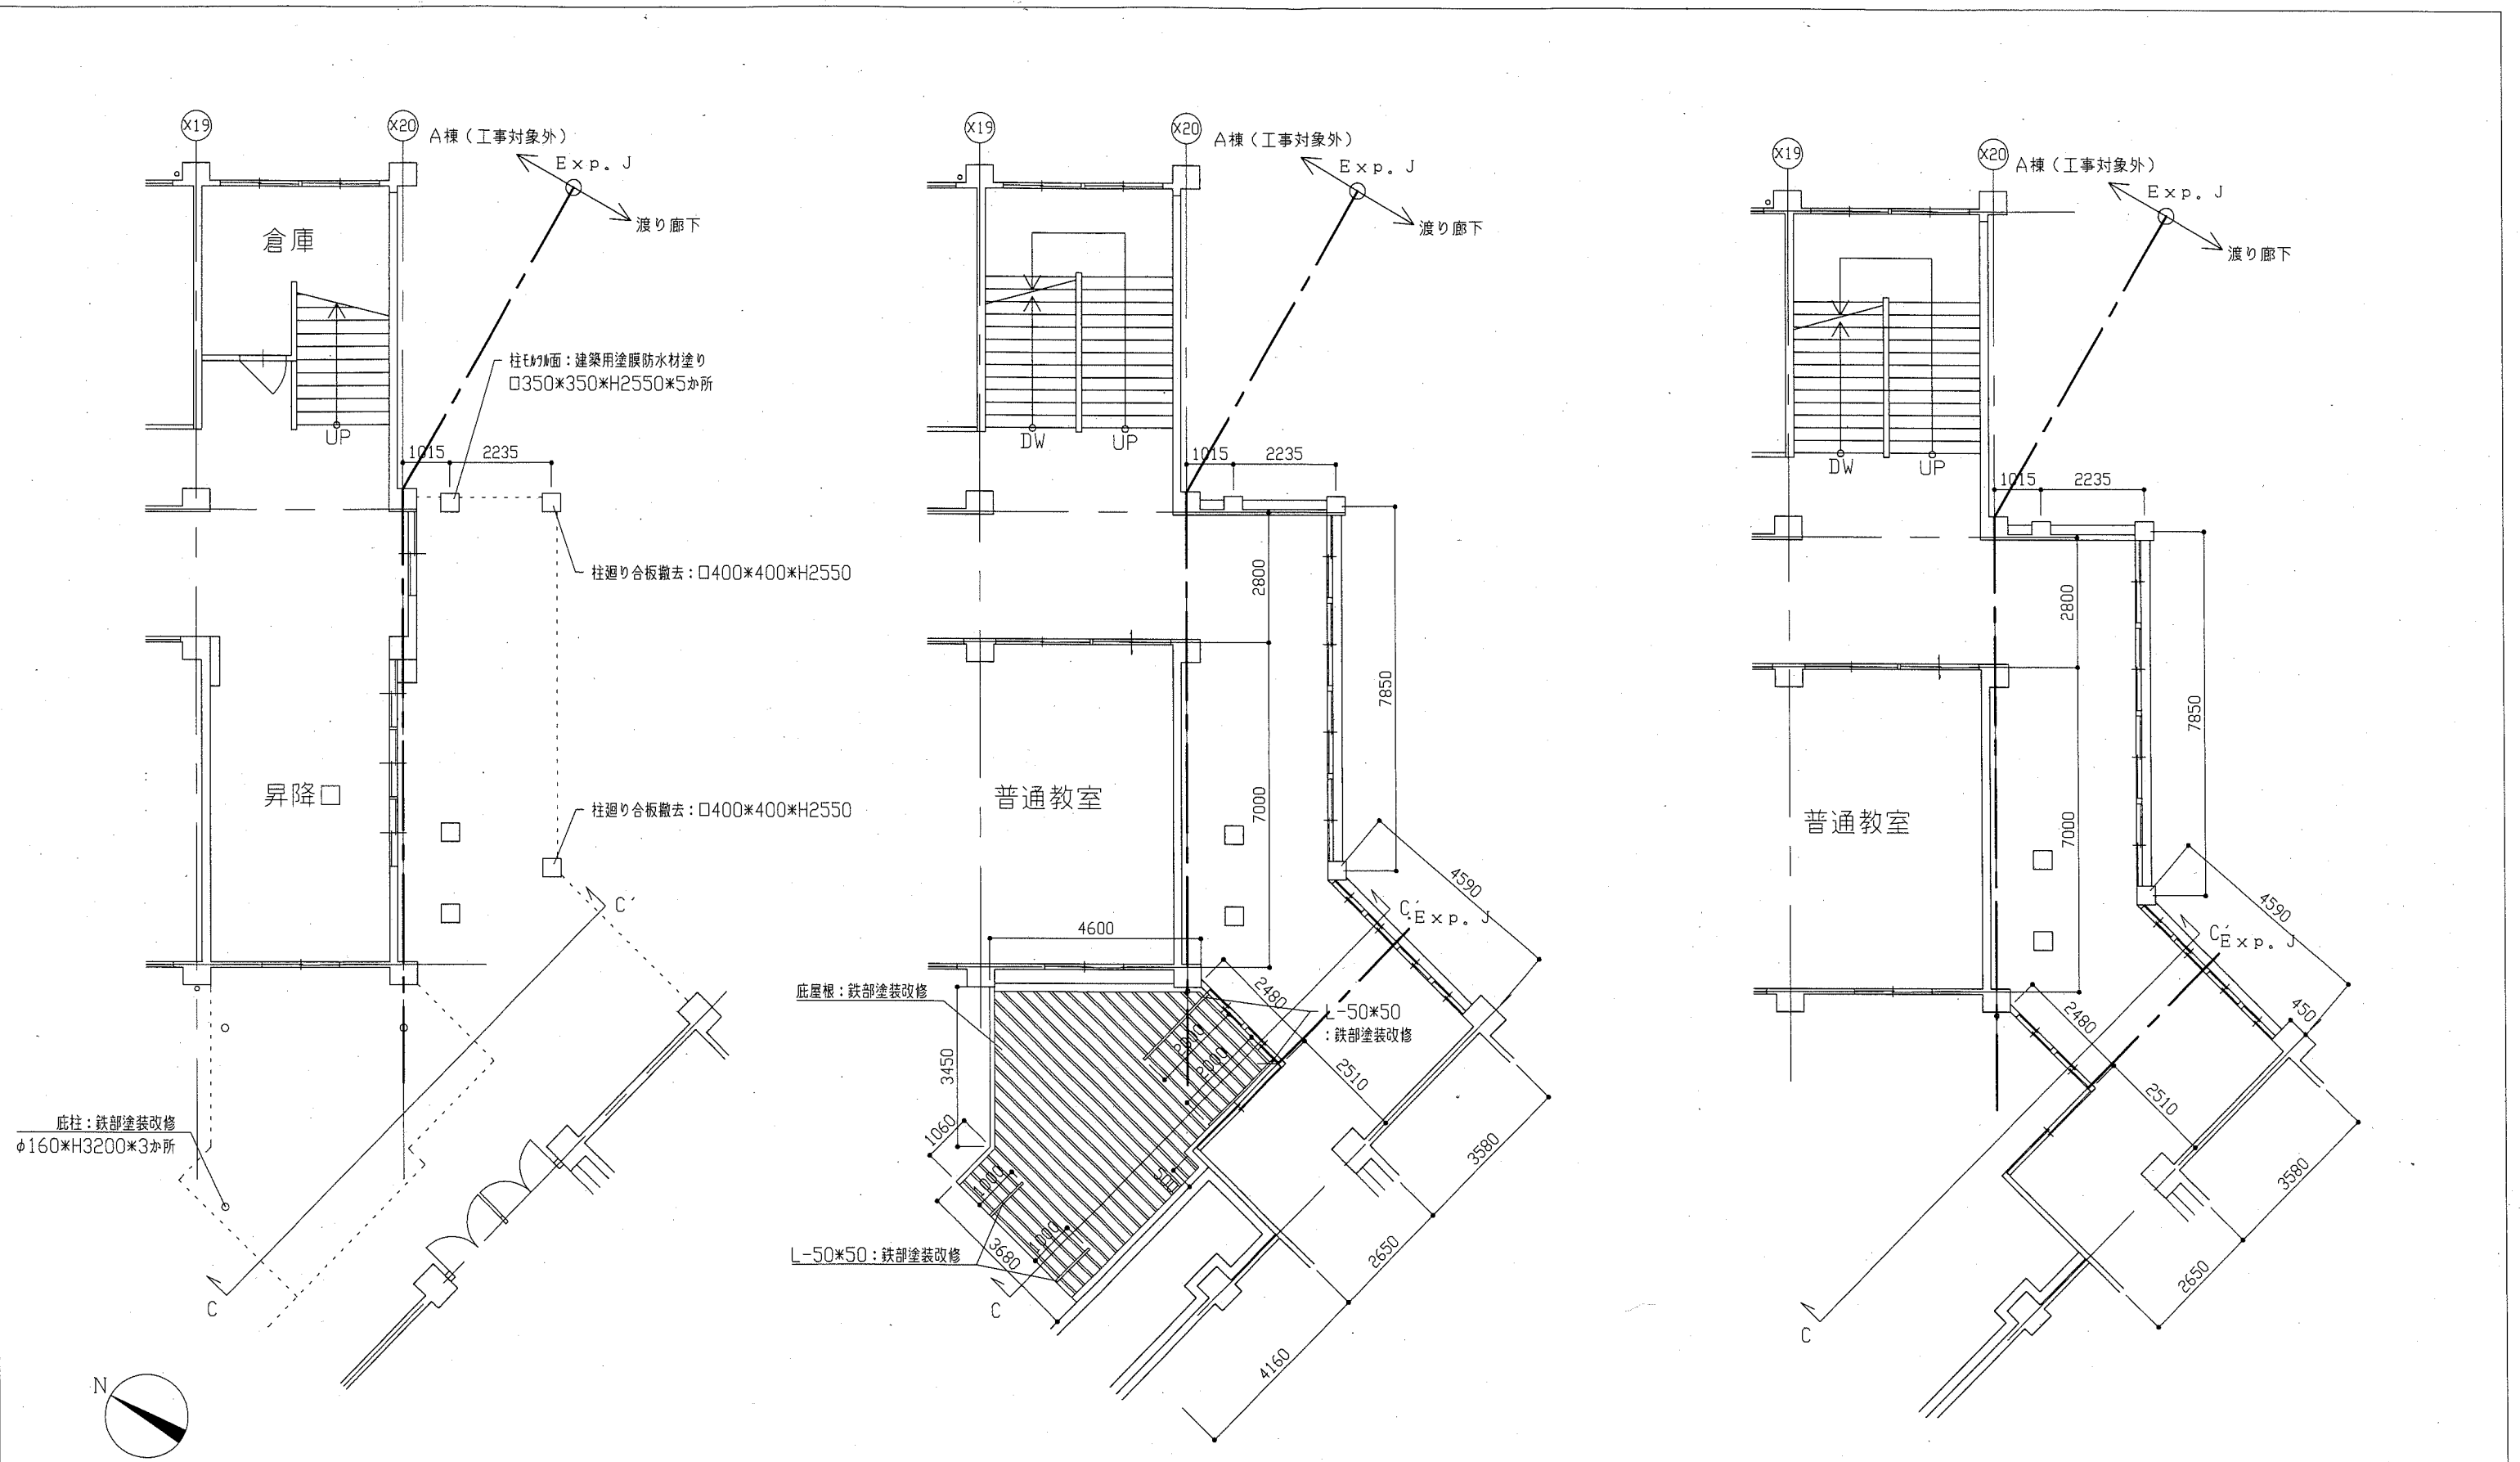 X19
X20
A棟（工事対象外）
Exp. J
渡り廊下
倉庫
柱モルタル面：建築用塗膜防水材塗り
□350*350*H2550*5か所
UP
1015
2235
柱廻り合板撤去：□400*400*H2550
昇降口
柱廻り合板撤去：□400*400*H2550
C´
庇柱：鉄部塗装改修
φ160*H3200*3か所
C
N
X19
X20
A棟（工事対象外）
Exp. J
渡り廊下
DW
UP
1015
2235
2800
7850
普通教室
7000
4590
C´
Exp. J
4600
庇屋根：鉄部塗装改修
2480
L-50*50
：鉄部塗装改修
2000
2000
3450
2510
1060
3580
1000
500
1000
L-50*50：鉄部塗装改修
3680
2650
C
4160
X19
X20
A棟（工事対象外）
Exp. J
渡り廊下
DW
UP
1015
2235
2800
7850
普通教室
7000
4590
C´
Exp. J
2480
450
2510
3580
2650
C